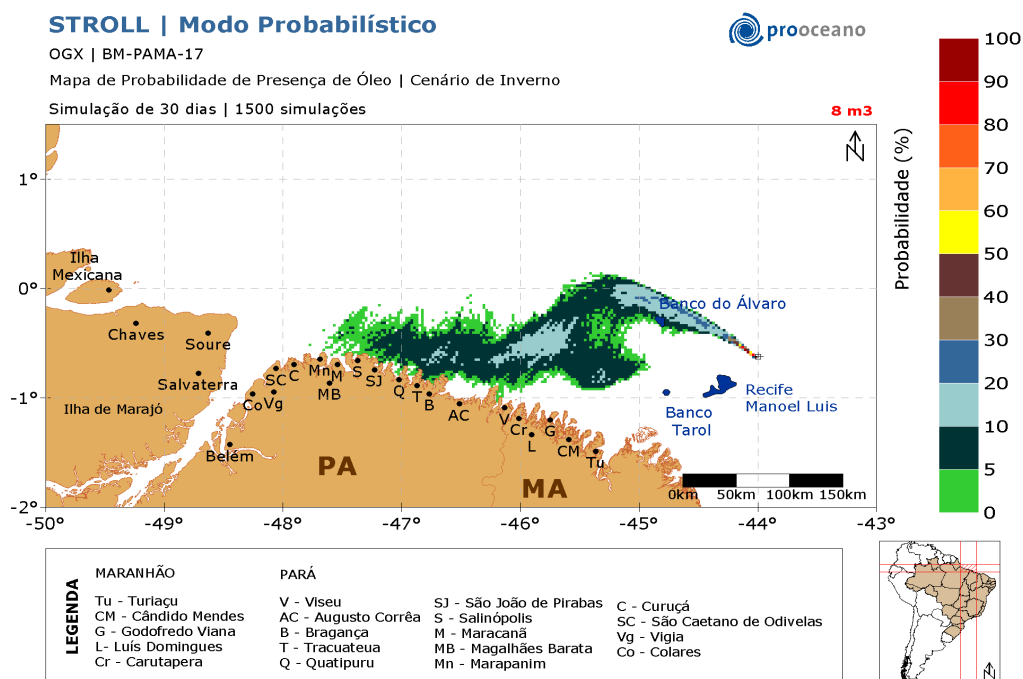 STROLL | Modo Probabilístico
prooceano
OGX | BM-PAMA-17
Mapa de Probabilidade de Presença de Óleo | Cenário de Inverno
Simulação de 30 dias | 1500 simulações
8 m3
100
90
80
70
60
50
40
30
20
10
5
0
Probabilidade (%)
N
1°
0°
-1°
-2°
-50
-49°
-48°
-47°
-46°
-45°
-44°
-43°
Ilha
Mexicana
Chaves
Soure
Salvaterra
Ilha de Marajó
Belém
Co
Vg
SC
C
Mn
M
MB
S
SJ
Q
T
B
AC
V
Cr
L
G
CM
Tu
PA
MA
Banco do Álvaro
Recife
Manoel Luis
Banco
Tarol
0km 50km 100km 150km
LEGENDA
MARANHÃO
Tu - Turiaçu
CM - Cândido Mendes
G - Godofredo Viana
L- Luís Domingues
Cr - Carutapera
PARÁ
V - Viseu
AC - Augusto Corrêa
B - Bragança
T - Tracuateua
Q - Quatipuru
SJ - São João de Pirabas
S - Salinópolis
M - Maracanã
MB - Magalhães Barata
Mn - Marapanim
C - Curuçá
SC - São Caetano de Odivelas
Vg - Vigia
Co - Colares
N